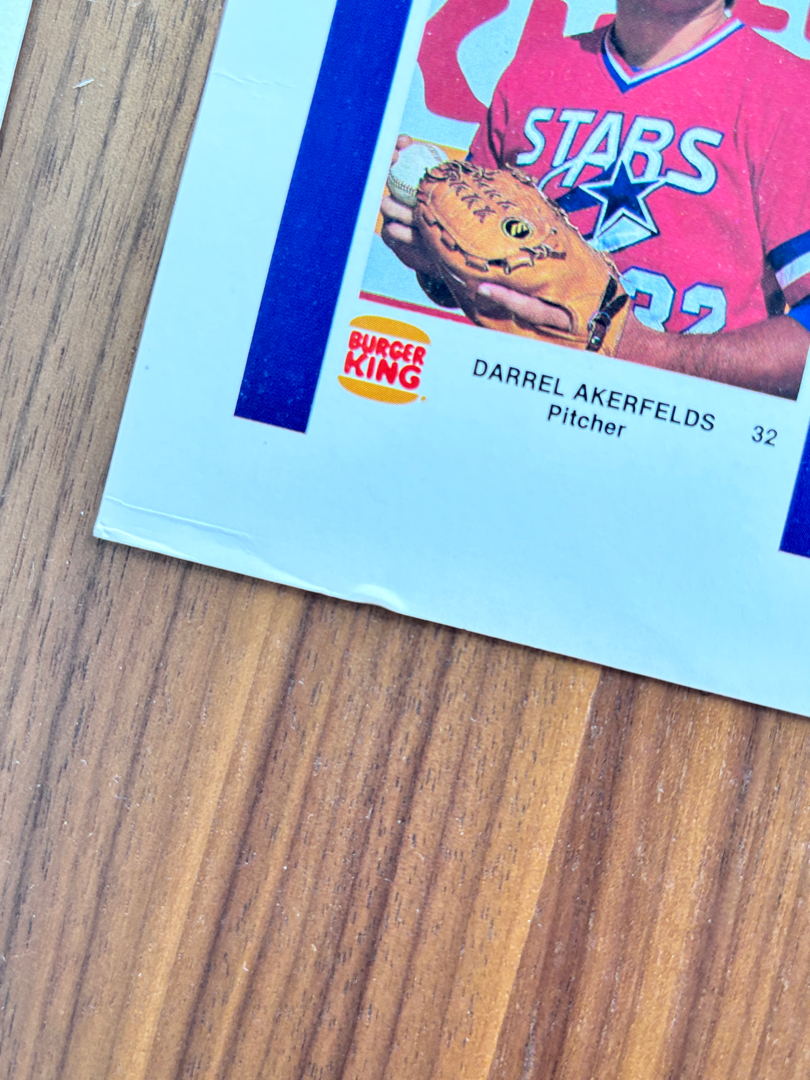 STARS
32
BURGER
KING
DARREL AKERFELDS 32
Pitcher